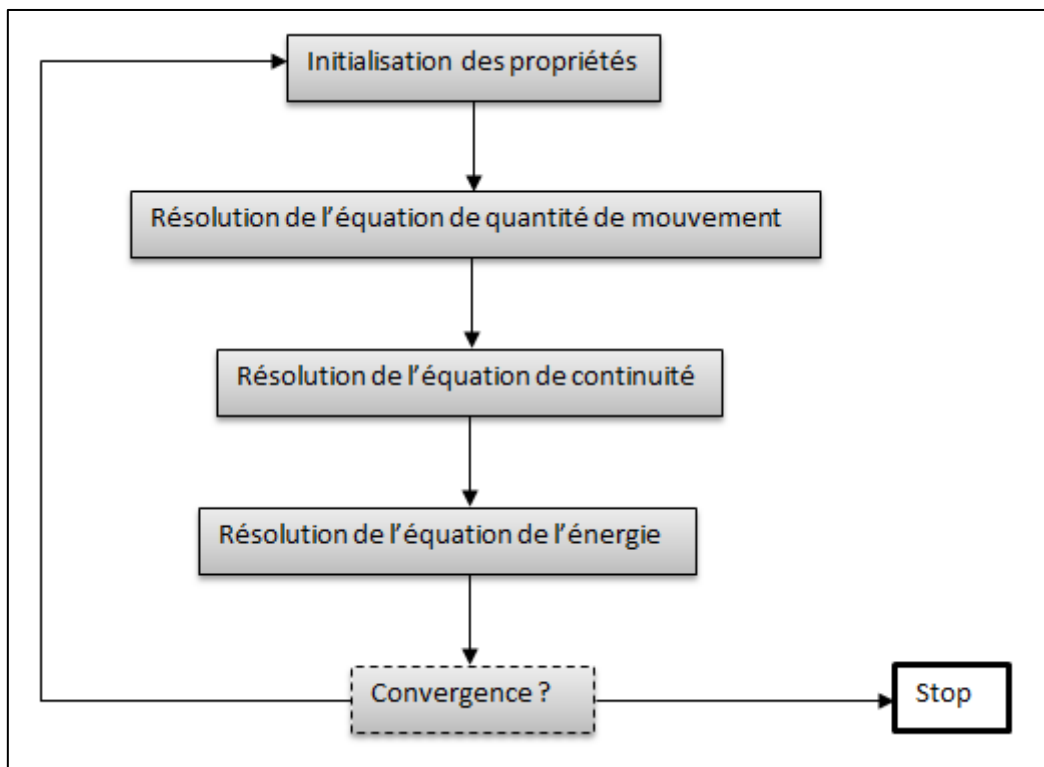 Initialisation des propriétés
Résolution de l’équation de quantité de mouvement
Résolution de l’équation de continuité
Résolution de l’équation de l’énergie
Convergence ?
Stop